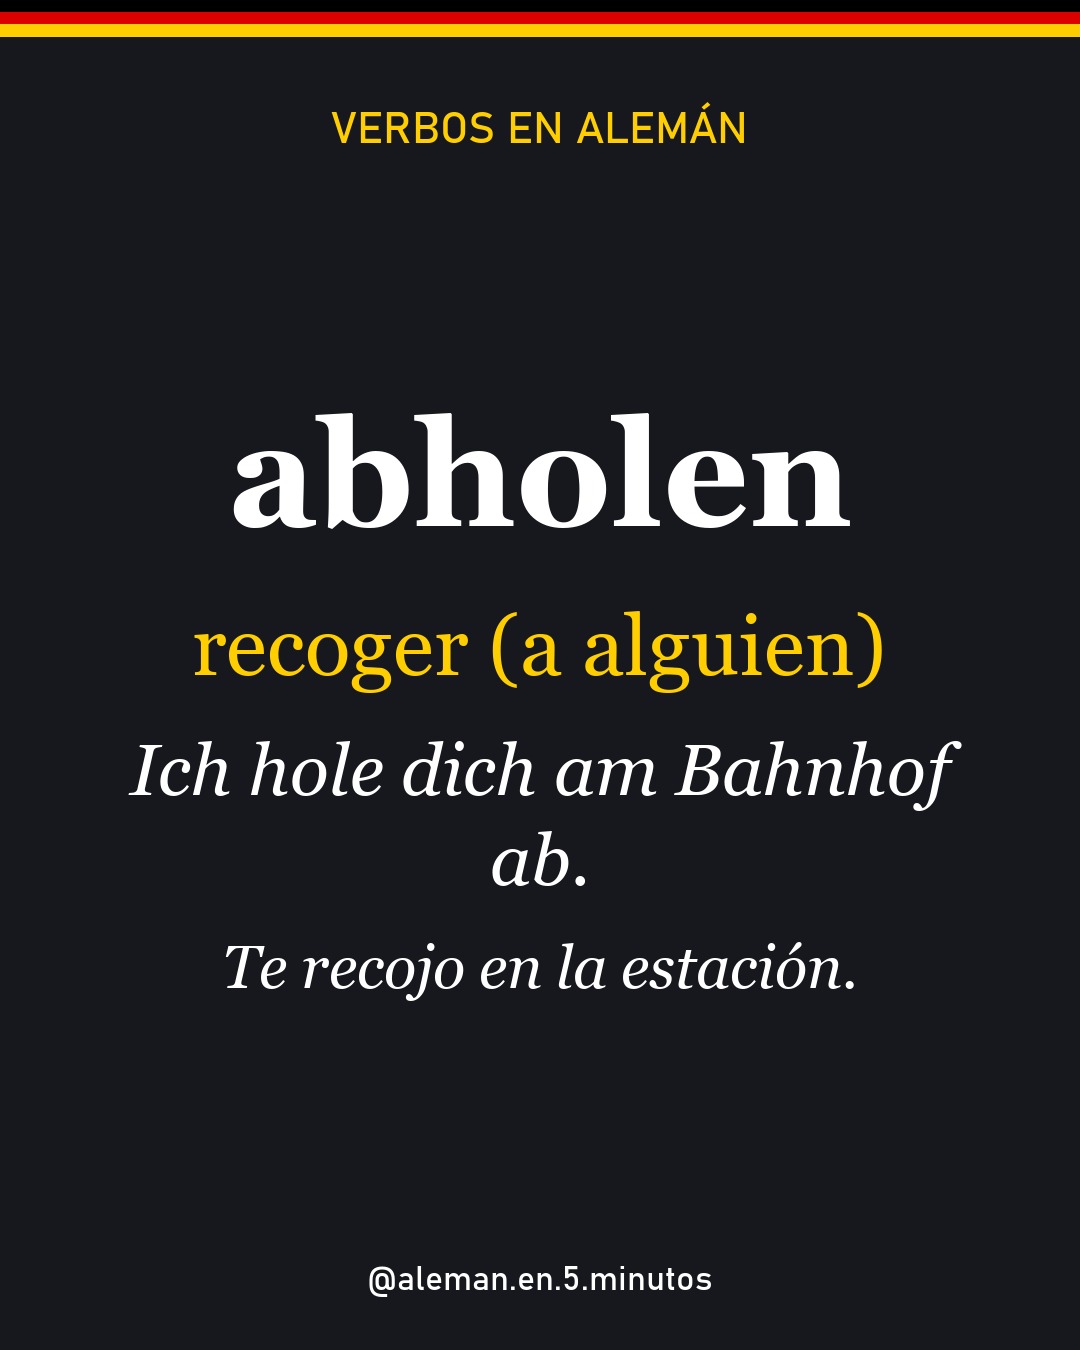 VERBOS EN ALEMÁN
abholen
recoger (a alguien)
Ich hole dich am Bahnhof
ab.
Te recojo en la estación.
@aleman.en.5.minutos